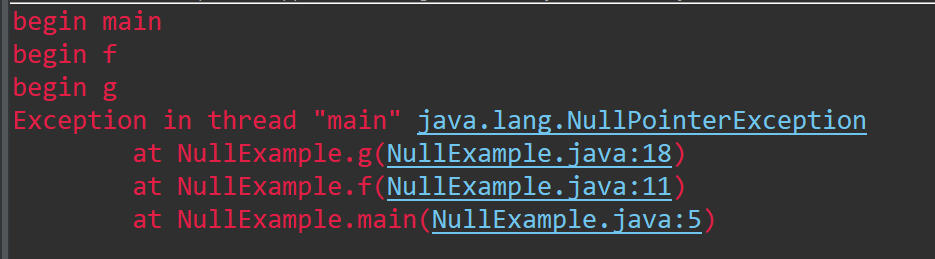 begin main
begin f
begin g
Exception in thread "main" java.lang.NullPointerException
at NullExample.g(NullExample.java:18)
at NullExample.f(NullExample.java:11)
at NullExample.main(NullExample.java:5)